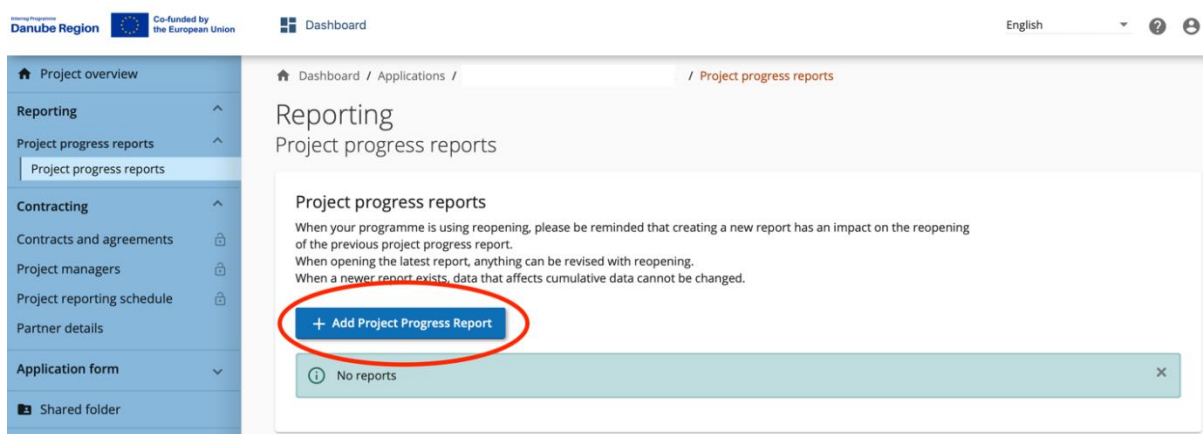 Interreg Programme
Danube Region
Co-funded by
the European Union
Dashboard
English
Project overview
Reporting
Project progress reports
Project progress reports
Contracting
Contracts and agreements
Project managers
Project reporting schedule
Partner details
Application form
Shared folder
Dashboard / Applications / / Project progress reports
Reporting
Project progress reports
Project progress reports
When your programme is using reopening, please be reminded that creating a new report has an impact on the reopening
of the previous project progress report.
When opening the latest report, anything can be revised with reopening.
When a newer report exists, data that affects cumulative data cannot be changed.
+ Add Project Progress Report
No reports